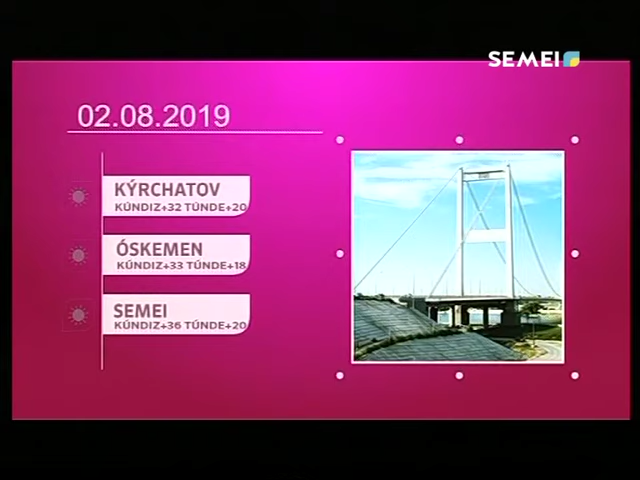 SEMEI
02.08.2019
KÝRCHATOV
KÚNDIZ+32 TÚNDE+20
ÓSKEMEN
KÚNDIZ+33 TÚNDE+18
SEMEI
KÚNDIZ+36 TÚNDE+20